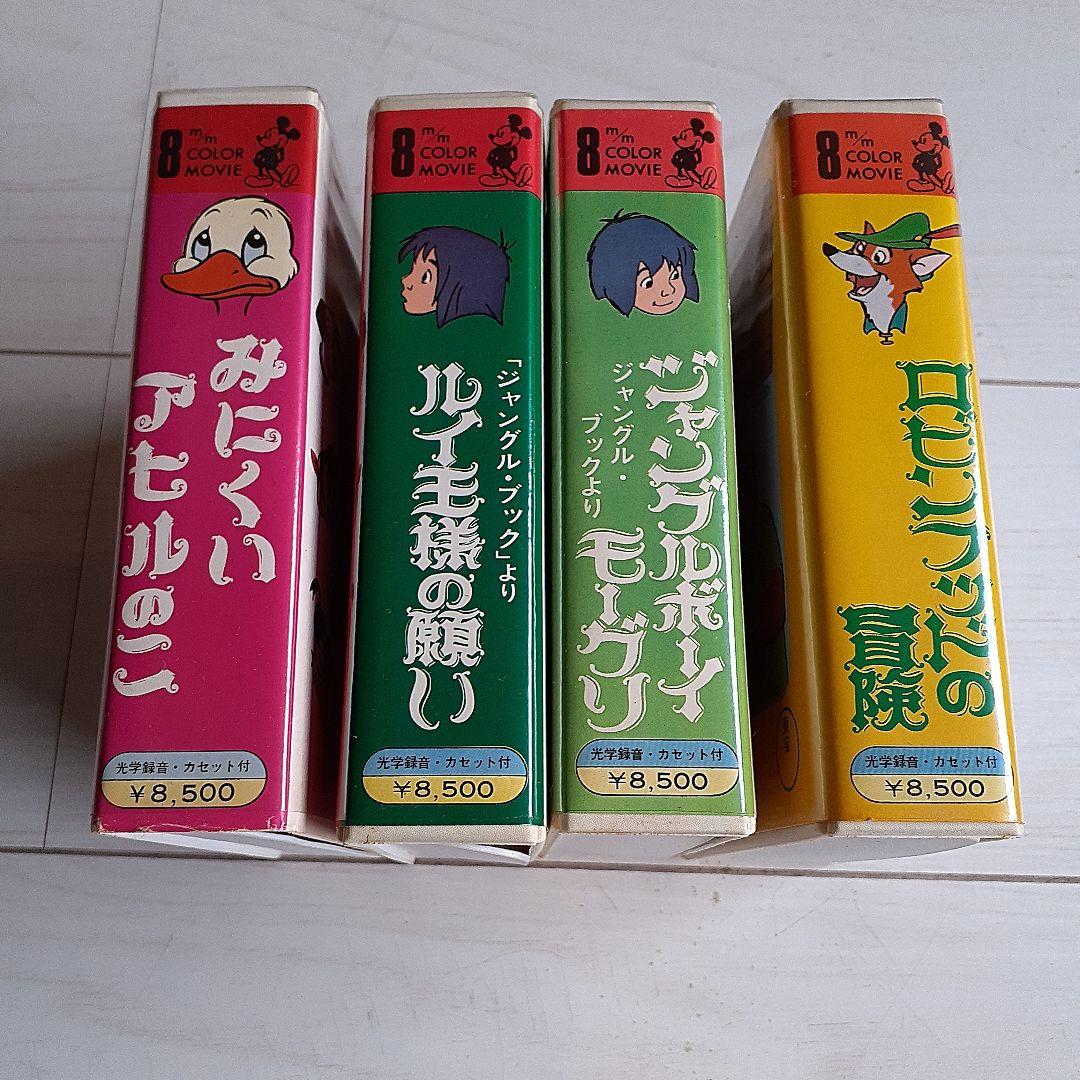 8 m/m
COLOR
MOVIE
みにくい
アヒルの二
光学録音・カセット付
￥8,500
8 m/m
COLOR
MOVIE
「ジャングル・ブック」より
ルイ王様の願い
光学録音・カセット付
￥8,500
8 m/m
COLOR
MOVIE
ジャングルボーイ
ジャングル・
ブックより
モーグリ
光学録音・カセット付
￥8,500
8 m/m
COLOR
MOVIE
ロビンフッドの
冒険
光学録音・カセット付
￥8,500